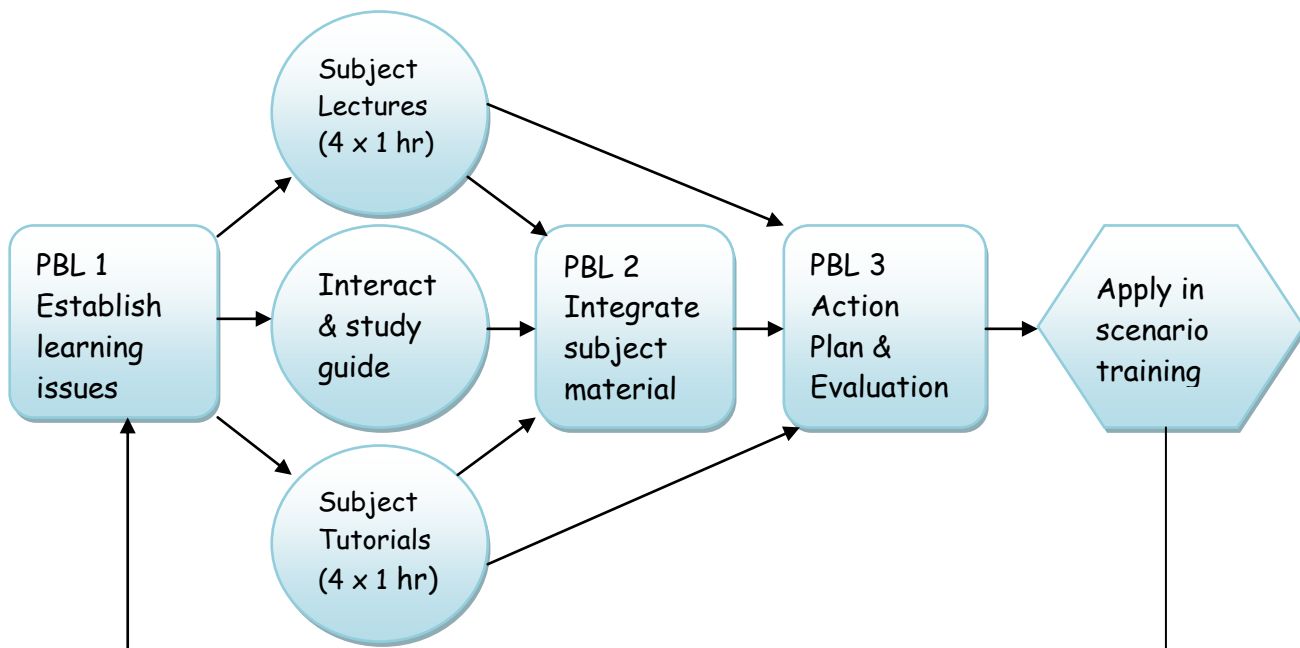 Subject
Lectures
(4 x 1 hr)
PBL 1
Establish
learning
issues
Interact
& study
guide
PBL 2
Integrate
subject
material
PBL 3
Action
Plan &
Evaluation
Apply in
scenario
training
Subject
Tutorials
(4 x 1 hr)